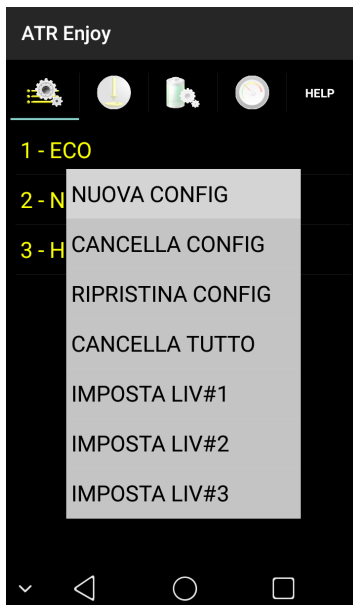 ATR Enjoy
HELP
1 - ECO
2 - N
3 - H
NUOVA CONFIG
CANCELLA CONFIG
RIPRISTINA CONFIG
CANCELLA TUTTO
IMPOSTA LIV#1
IMPOSTA LIV#2
IMPOSTA LIV#3